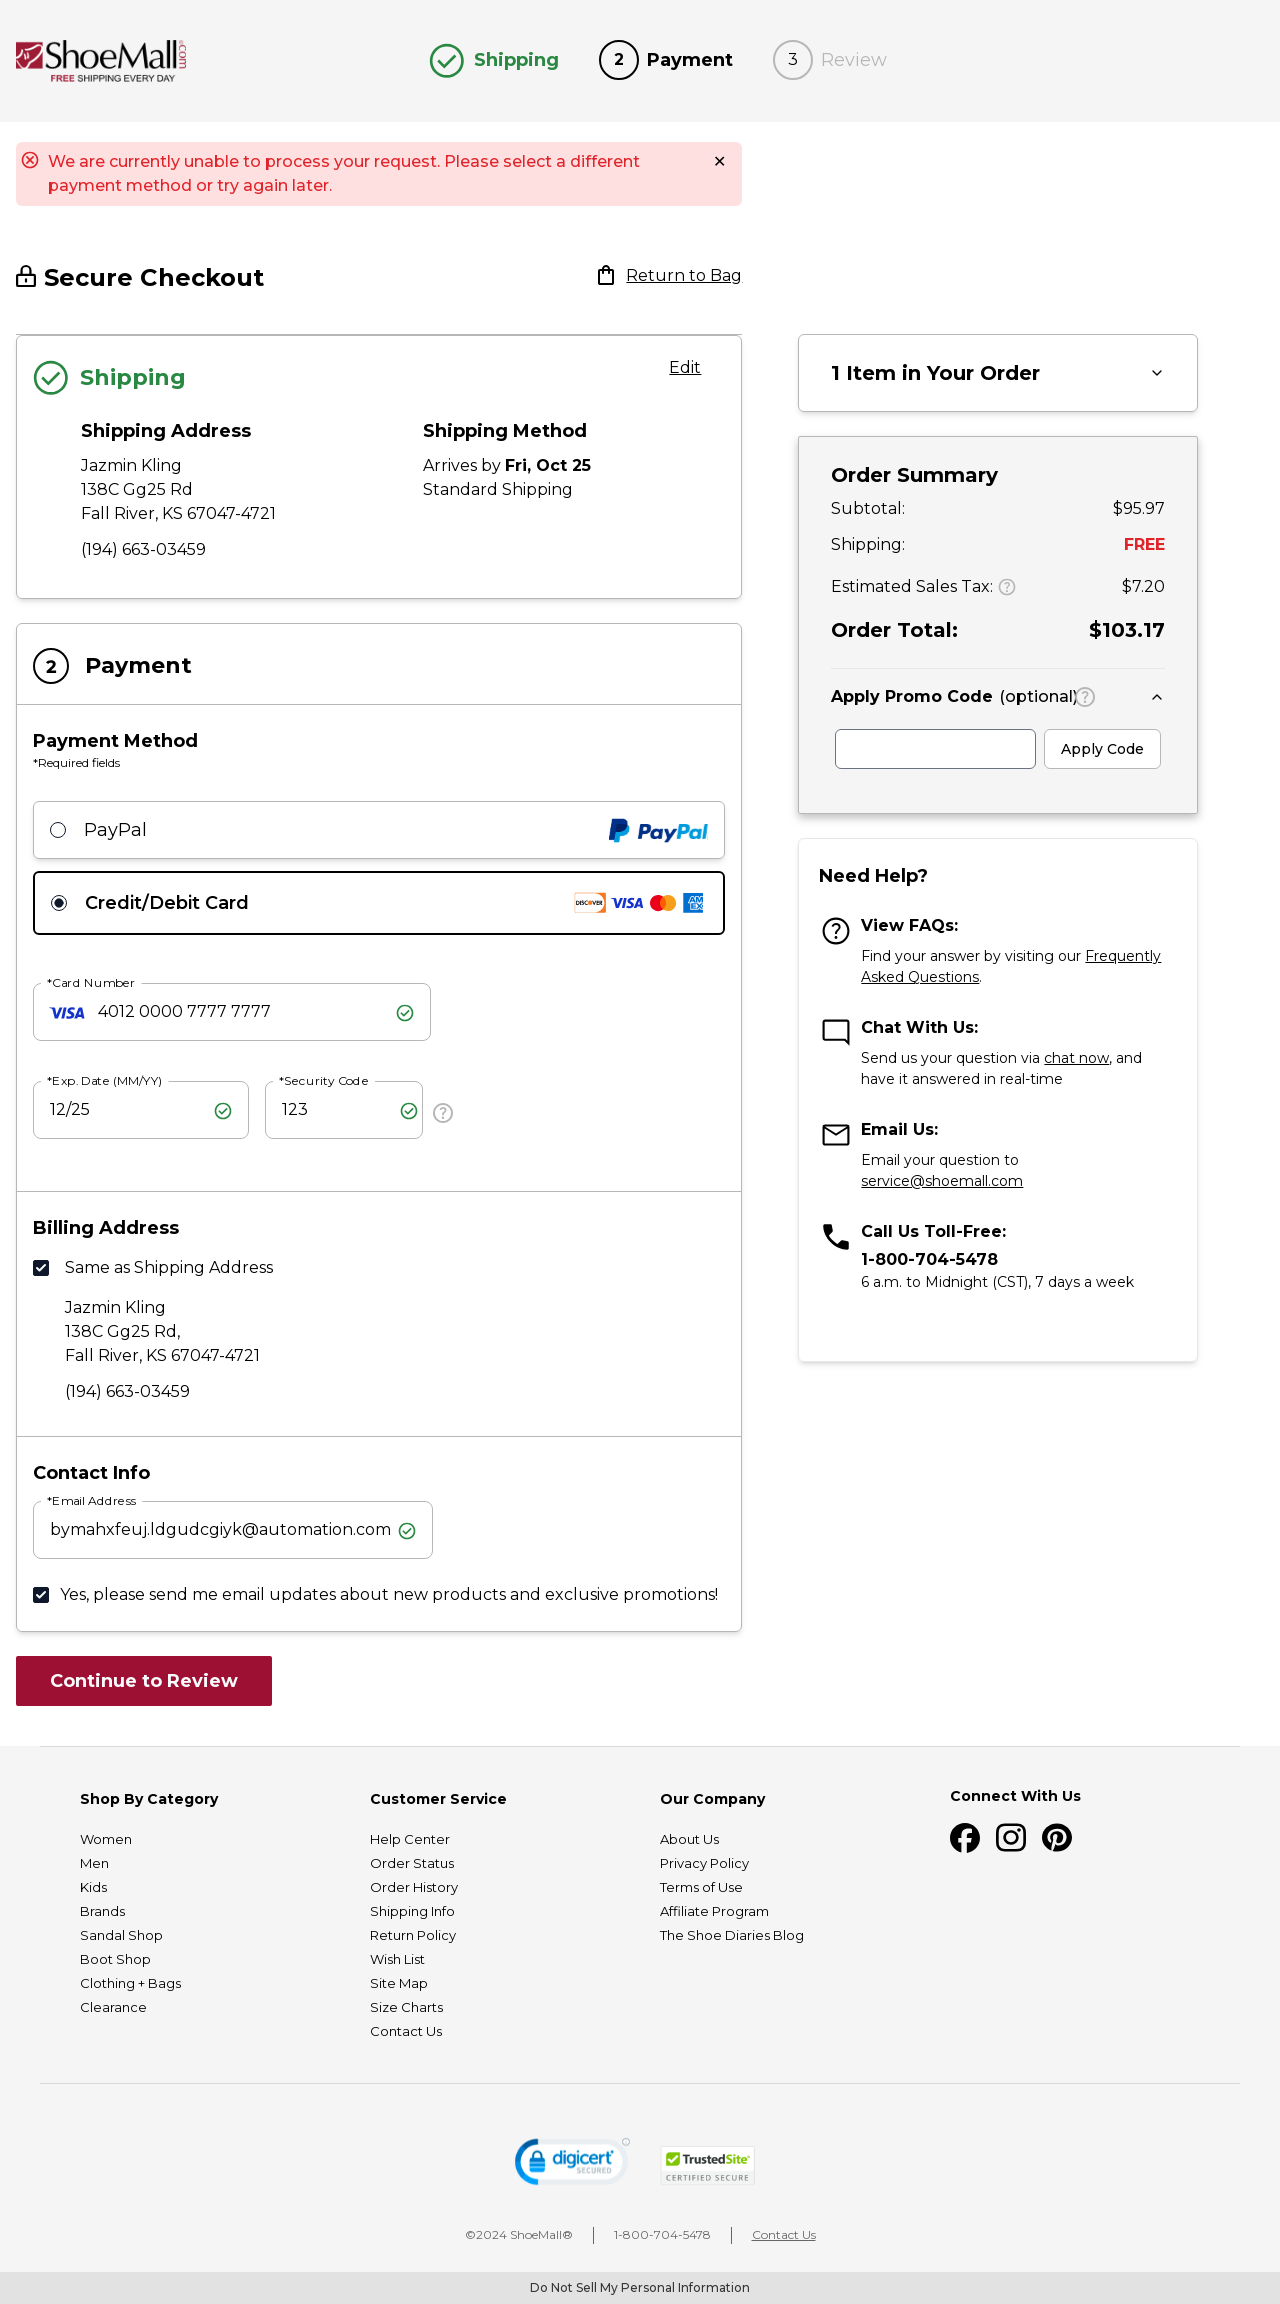 ShoeMall.com
FREE SHIPPING EVERY DAY
Shipping
2 Payment
3 Review
We are currently unable to process your request. Please select a different
payment method or try again later.
Secure Checkout
Return to Bag
Shipping
Edit
Shipping Address
Jazmin Kling
138C Gg25 Rd
Fall River, KS 67047-4721
(194) 663-03459
Shipping Method
Arrives by Fri, Oct 25
Standard Shipping
2 Payment
Payment Method
*Required fields
PayPal
PayPal
Credit/Debit Card
DISCOVER VISA AMEX
*Card Number
VISA 4012 0000 7777 7777
*Exp. Date (MM/YY)
12/25
*Security Code
123
Billing Address
Same as Shipping Address
Jazmin Kling
138C Gg25 Rd,
Fall River, KS 67047-4721
(194) 663-03459
Contact Info
*Email Address
bymahxfeuj.ldgudcgiyk@automation.com
Yes, please send me email updates about new products and exclusive promotions!
Continue to Review
1 Item in Your Order
Order Summary
Subtotal: $95.97
Shipping: FREE
Estimated Sales Tax: $7.20
Order Total: $103.17
Apply Promo Code (optional)
Apply Code
Need Help?
View FAQs:
Find your answer by visiting our Frequently
Asked Questions.
Chat With Us:
Send us your question via chat now, and
have it answered in real-time
Email Us:
Email your question to
service@shoemall.com
Call Us Toll-Free:
1-800-704-5478
6 a.m. to Midnight (CST), 7 days a week
Shop By Category
Women
Men
Kids
Brands
Sandal Shop
Boot Shop
Clothing + Bags
Clearance
Customer Service
Help Center
Order Status
Order History
Shipping Info
Return Policy
Wish List
Site Map
Size Charts
Contact Us
Our Company
About Us
Privacy Policy
Terms of Use
Affiliate Program
The Shoe Diaries Blog
Connect With Us
digicert
SECURED
TrustedSite
CERTIFIED SECURE
©2024 ShoeMall®
1-800-704-5478
Contact Us
Do Not Sell My Personal Information